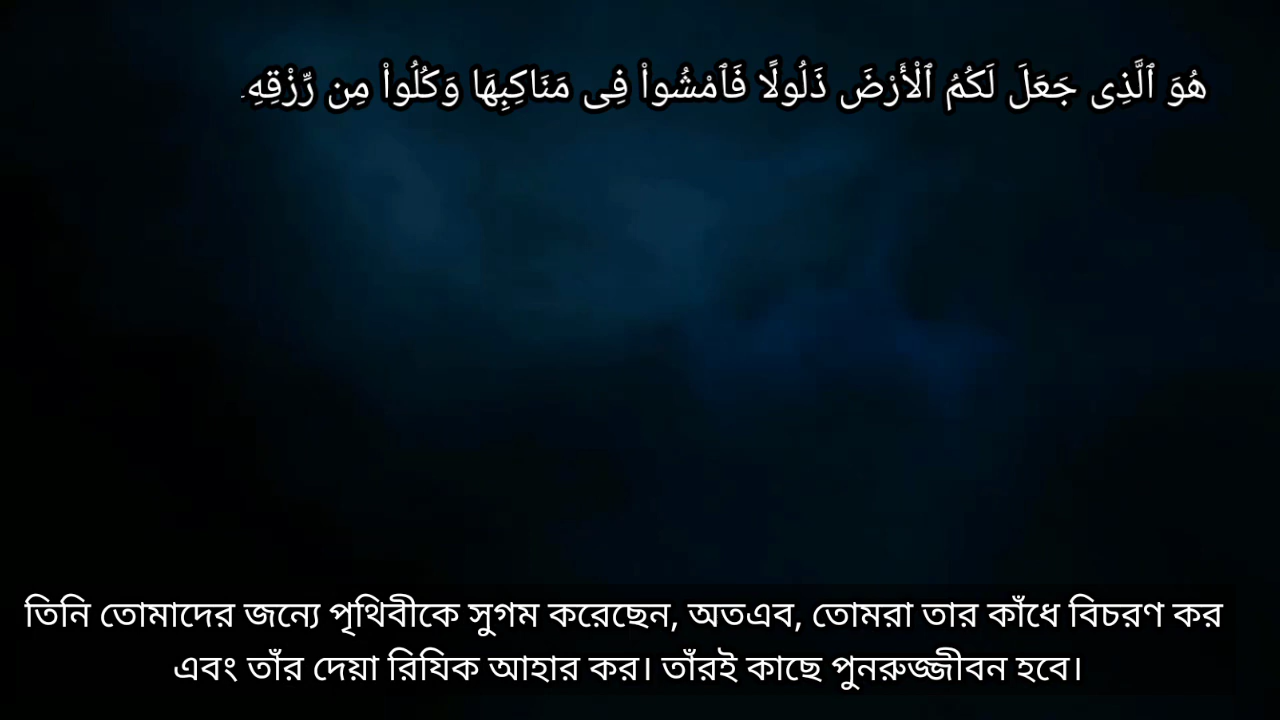 هُوَ ٱلَّذِى جَعَلَ لَكُمُ ٱلْأَرْضَ ذَلُولًا فَٱمْشُوا۟ فِى مَنَاكِبِهَا وَكُلُوا۟ مِن رِّزْقِهِۦ
তিনি তোমাদের জন্যে পৃথিবীকে সুগম করেছেন, অতএব, তোমরা তার কাঁধে বিচরণ কর
এবং তাঁর দেয়া রিযিক আহার কর। তাঁরই কাছে পুনরুজ্জীবন হবে।